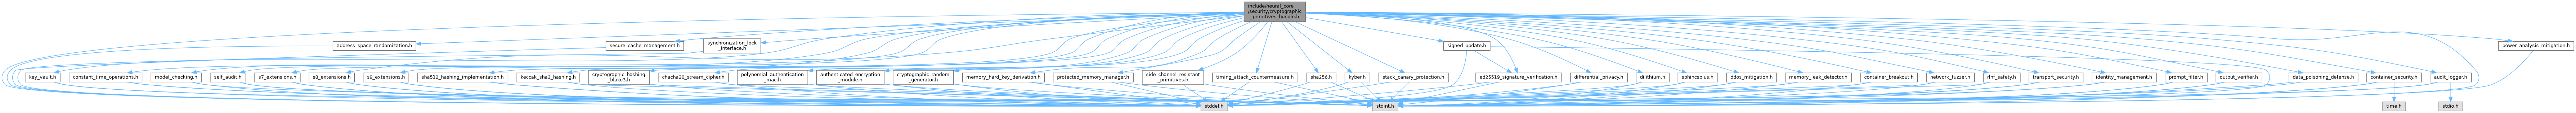 include/neural_core
/security/cryptographic
_primitives_bundle.h
address_space_randomization.h
secure_cache_management.h
synchronization_lock
_interface.h
signed_update.h
power_analysis_mitigation.h
key_vault.h
constant_time_operations.h
model_checking.h
self_audit.h
s7_extensions.h
s8_extensions.h
s9_extensions.h
sha512_hashing_implementation.h
keccak_sha3_hashing.h
cryptographic_hashing
_blake3.h
chacha20_stream_cipher.h
polynomial_authentication
_mac.h
authenticated_encryption
_module.h
cryptographic_random
_generator.h
memory_hard_key_derivation.h
protected_memory_manager.h
side_channel_resistant
_primitives.h
timing_attack_countermeasure.h
sha256.h
kyber.h
stack_canary_protection.h
ed25519_signature_verification.h
differential_privacy.h
dilithium.h
sphincsplus.h
ddos_mitigation.h
memory_leak_detector.h
container_breakout.h
network_fuzzer.h
rlhf_safety.h
transport_security.h
identity_management.h
prompt_filter.h
output_verifier.h
data_poisoning_defense.h
container_security.h
audit_logger.h
stddef.h
stdint.h
time.h
stdio.h